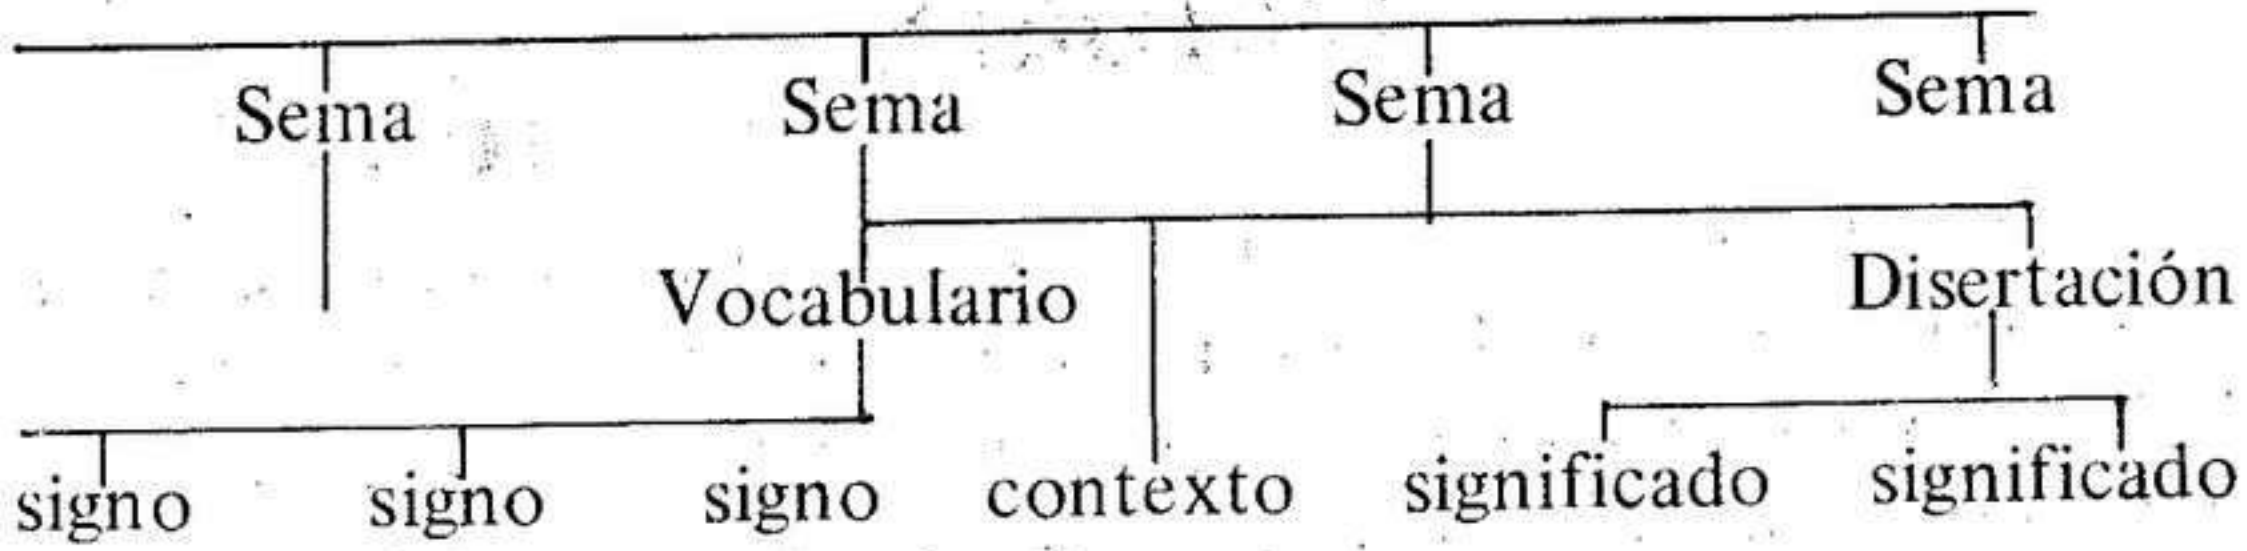 Sema Sema Sema Sema
Vocabulario Disertación
signo signo signo contexto significado significado